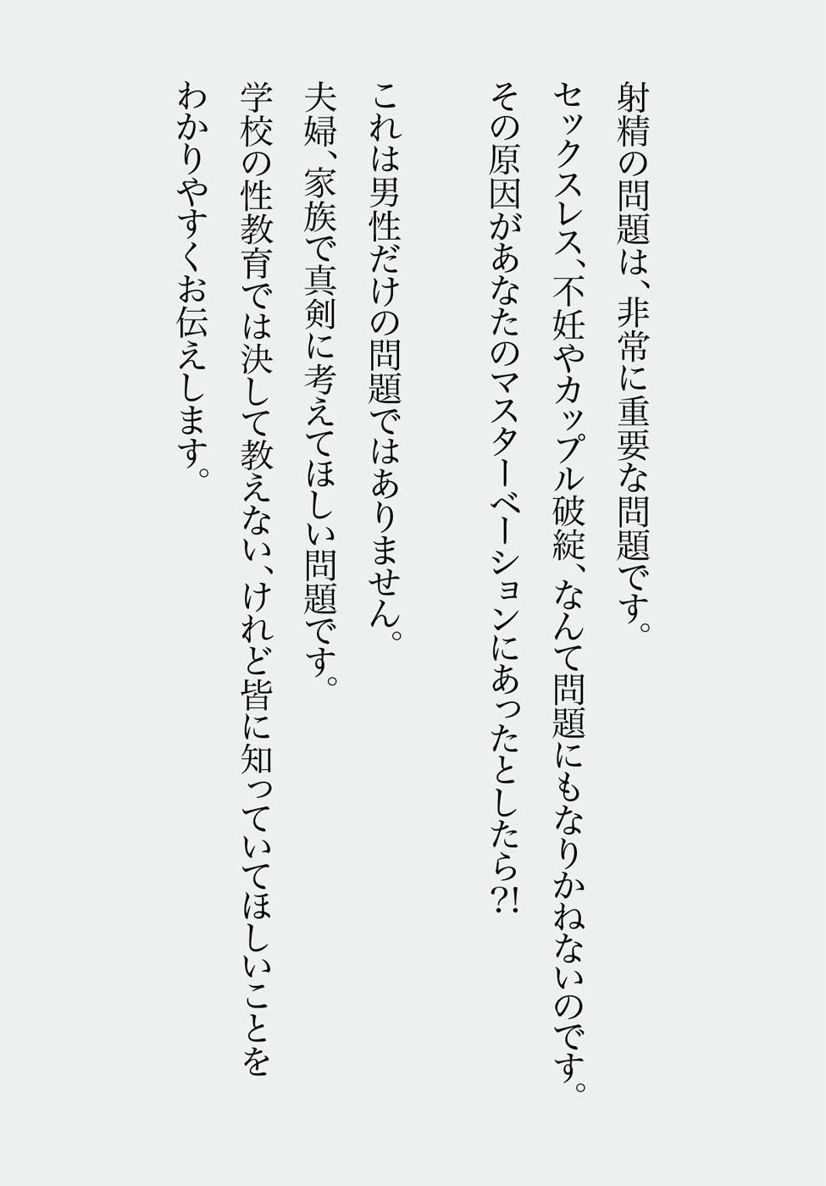 射精の問題は、非常に重要な問題です。
セックスレス、不妊やカップル破綻、なんて問題にもなりかねないのです。
その原因があなたのマスターベーションにあったとしたら?!
これは男性だけの問題ではありません。
夫婦、家族で真剣に考えてほしい問題です。
学校の性教育では決して教えない、けれど皆に知っていてほしいことを
わかりやすくお伝えします。